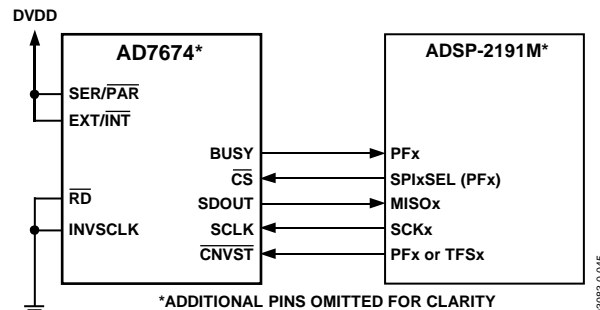 DVDD
AD7674*
ADSP-2191M*
SER/PAR
EXT/INT
BUSY
PFx
CS
SPIxSEL (PFx)
RD
SDOUT
MISOx
INVSCLK
SCLK
SCKx
CNVST
PFx or TFSx
*ADDITIONAL PINS OMITTED FOR CLARITY